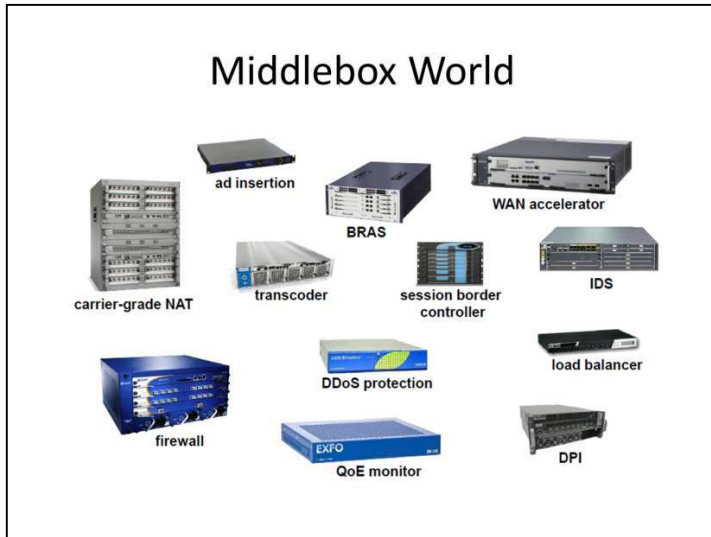 Middlebox World
ad insertion
BRAS
WAN accelerator
carrier-grade NAT
transcoder
session border
controller
IDS
firewall
DDoS protection
load balancer
EXFO
QoE monitor
DPI